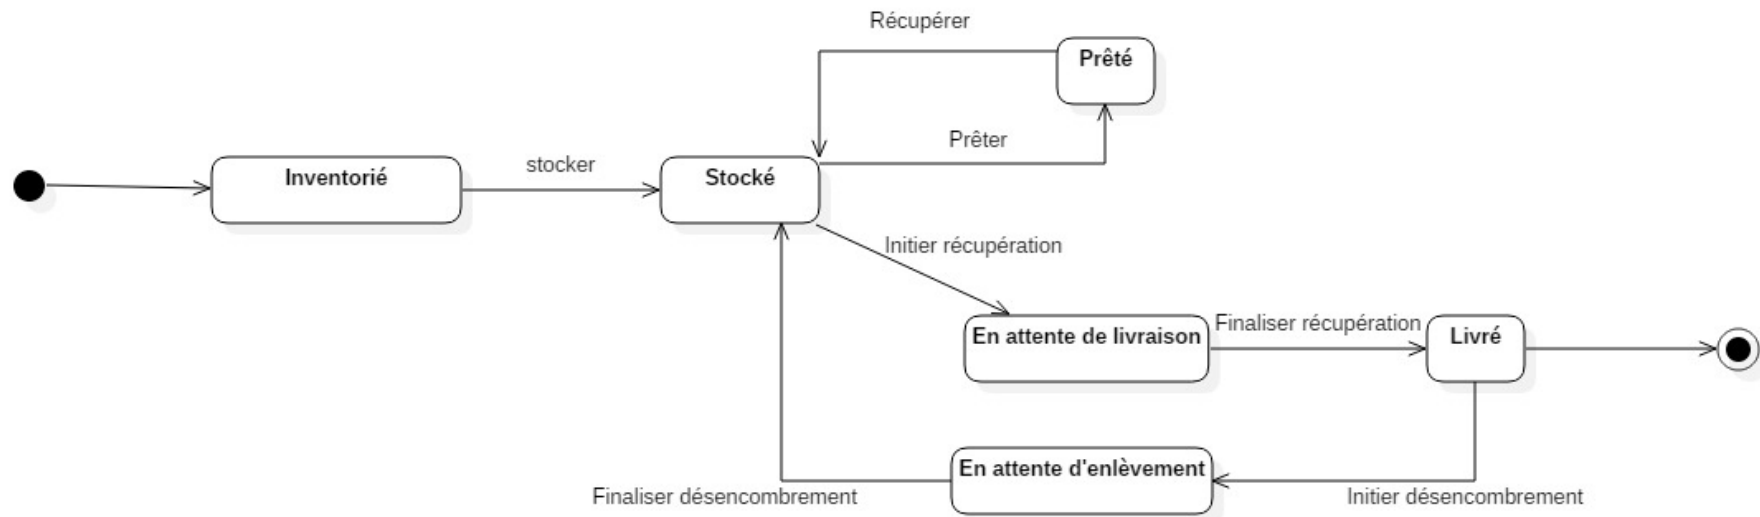 Récupérer
Prêté
Prêter
stocker
Inventorié
Stocké
Initier récupération
Finaliser récupération
En attente de livraison
Livré
En attente d'enlèvement
Finaliser désencombrement
Initier désencombrement